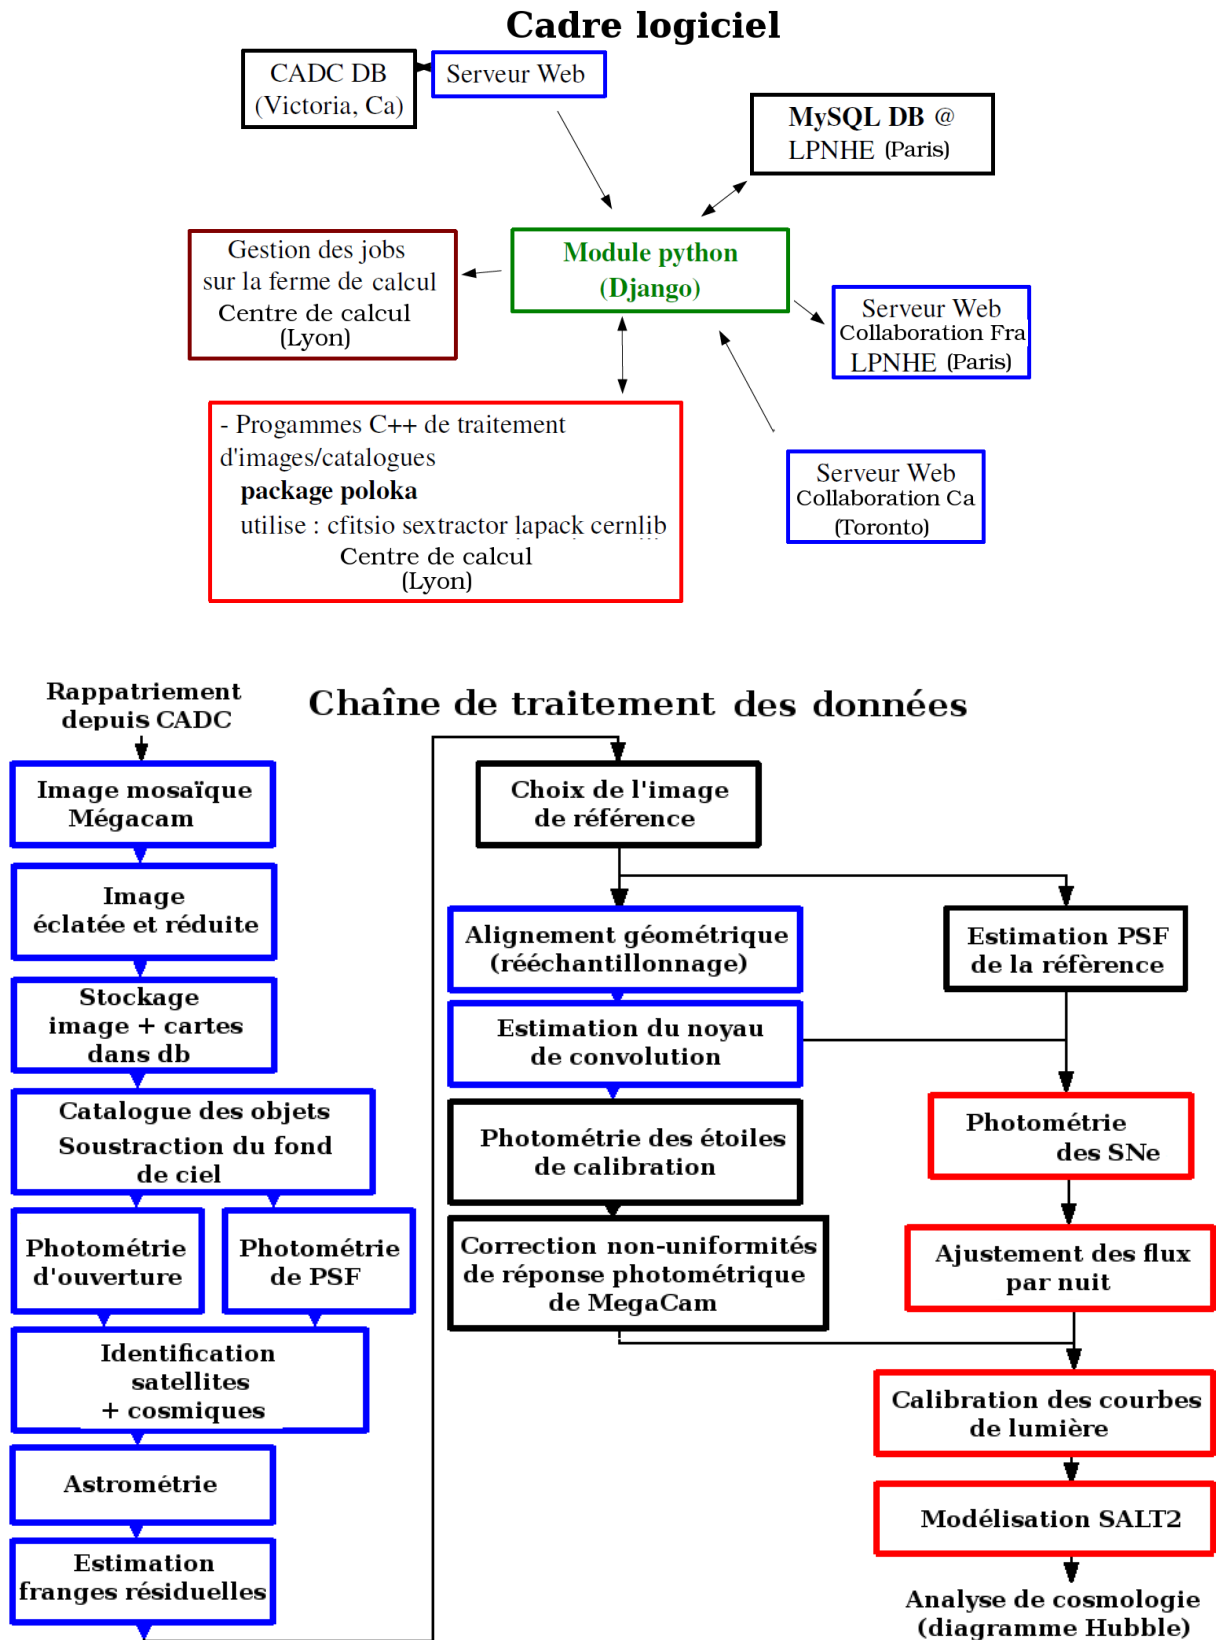 Cadre logiciel
CADC DB
(Victoria, Ca)
Serveur Web
MySQL DB @
LPNHE (Paris)
Gestion des jobs
sur la ferme de calcul
Centre de calcul
(Lyon)
Module python
(Django)
Serveur Web
Collaboration Fra
LPNHE (Paris)
- Progammes C++ de traitement
d'images/catalogues
package poloka
utilise : cfitsio sextractor lapack cernlib
Centre de calcul
(Lyon)
Serveur Web
Collaboration Ca
(Toronto)
Chaîne de traitement des données
Rappatriement
depuis CADC
Image mosaïque
Mégacam
Image
éclatée et réduite
Stockage
image + cartes
dans db
Catalogue des objets
Soustraction du fond
de ciel
Photométrie
d'ouverture
Photométrie
de PSF
Identification
satellites
+ cosmiques
Astrométrie
Estimation
franges résiduelles
Choix de l'image
de référence
Alignement géométrique
(rééchantillonnage)
Estimation du noyau
de convolution
Photométrie des étoiles
de calibration
Correction non-uniformités
de réponse photométrique
de MegaCam
Estimation PSF
de la réfèrence
Photométrie
des SNe
Ajustement des flux
par nuit
Calibration des courbes
de lumière
Modélisation SALT2
Analyse de cosmologie
(diagramme Hubble)